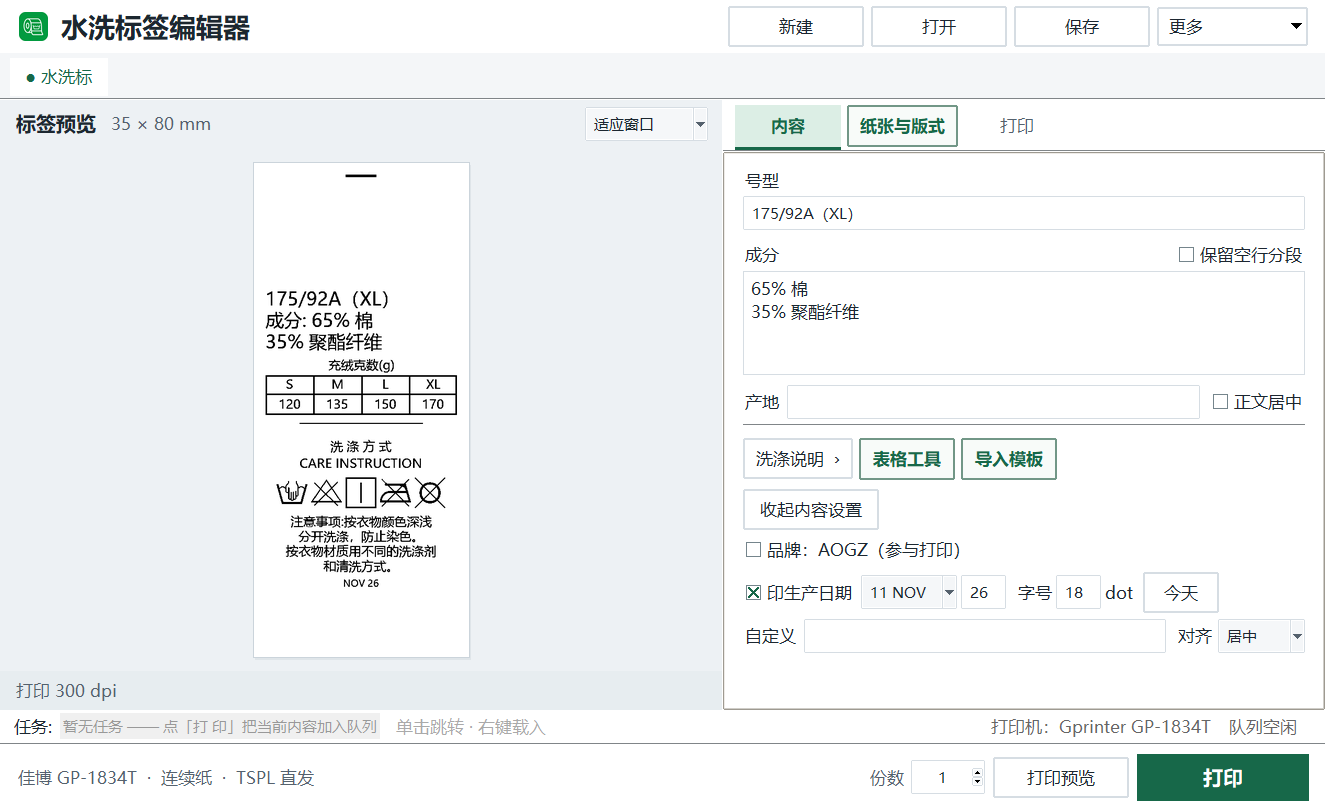 水洗标签编辑器
新建
打开
保存
更多
● 水洗标
标签预览 35 × 80 mm
适应窗口
175/92A（XL）
成分: 65% 棉
35% 聚酯纤维
充绒克数(g)
S M L XL
120 135 150 170
洗 涤 方 式
CARE INSTRUCTION
注意事项:按衣物颜色深浅
分开洗涤，防止染色。
按衣物材质用不同的洗涤剂
和清洗方式。
NOV 26
打印 300 dpi
内容
纸张与版式
打印
号型
175/92A（XL）
成分
保留空行分段
65% 棉
35% 聚酯纤维
产地
正文居中
洗涤说明 ›
表格工具
导入模板
收起内容设置
品牌：AOGZ（参与打印）
印生产日期 11 NOV 26 字号 18 dot 今天
自定义
对齐 居中
任务: 暂无任务 —— 点「打 印」把当前内容加入队列 单击跳转 · 右键载入
打印机：Gprinter GP-1834T 队列空闲
佳博 GP-1834T · 连续纸 · TSPL 直发
份数 1
打印预览
打印